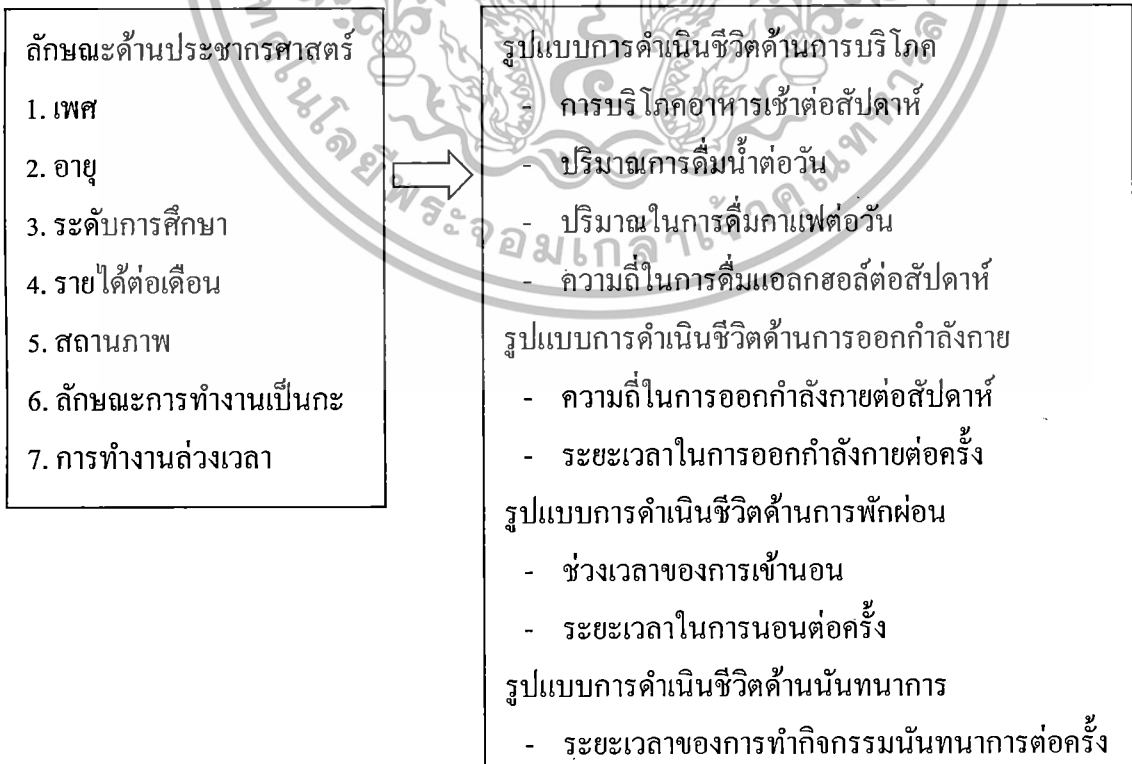 ลักษณะด้านประชากรศาสตร์
1. เพศ
2. อายุ
3. ระดับการศึกษา
4. รายได้ต่อเดือน
5. สถานภาพ
6. ลักษณะการทำงานเป็นกะ
7. การทำงานล่วงเวลา
รูปแบบการดำเนินชีวิตด้านการบริโภค
- การบริโภคอาหารเช้าต่อสัปดาห์
- ปริมาณการดื่มน้ำต่อวัน
- ปริมาณในการดื่มกาแฟต่อวัน
- ความถี่ในการดื่มแอลกฮอล์ต่อสัปดาห์
รูปแบบการดำเนินชีวิตด้านการออกกำลังกาย
- ความถี่ในการออกกำลังกายต่อสัปดาห์
- ระยะเวลาในการออกกำลังกายต่อครั้ง
รูปแบบการดำเนินชีวิตด้านการพักผ่อน
- ช่วงเวลาของการเข้านอน
- ระยะเวลาในการนอนต่อครั้ง
รูปแบบการดำเนินชีวิตด้านนันทนาการ
- ระยะเวลาของการทำกิจกรรมนันทนาการต่อครั้ง
พระจอมเกล้าเจ้าคุณทหาร